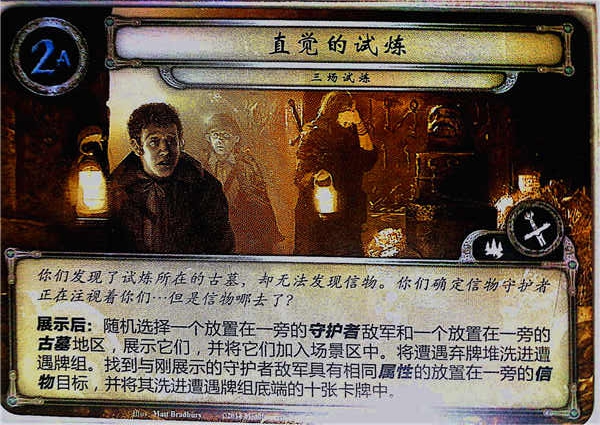 2A
直觉的试炼
三场试炼
你们发现了试炼所在的古墓，却无法发现信物。你们确定信物守护者
正在注视着你们…但是信物哪去了？
展示后：随机选择一个放置在一旁的守护者敌军和一个放置在一旁的
古墓地区，展示它们，并将它们加入场景区中。将遭遇弃牌堆洗进遭
遇牌组。找到与刚展示的守护者敌军具有相同属性的放置在一旁的信
物目标，并将其洗进遭遇牌组底端的十张卡牌中。
Matt Bradbury